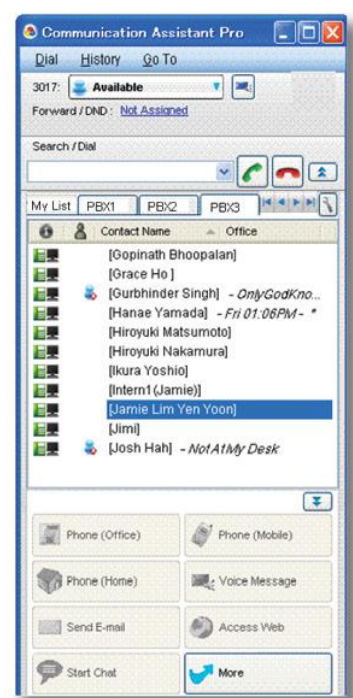 Communication Assistant Pro
Dial History Go To
3017: Available
Forward / DND : Not Assigned
Search / Dial
My List PBX1 PBX2 PBX3
Contact Name Office
[Gopinath Bhoopalan]
[Grace Ho ]
[Gurbhinder Singh] - OnlyGodKno...
[Hanae Yamada] - Fri 01:06PM - *
[Hiroyuki Matsumoto]
[Hiroyuki Nakamura]
[Ikura Yoshio]
[Intern1 (Jamie)]
[Jamie Lim Yen Yoon]
[Jimi]
[Josh Hah] - Not At My Desk
Phone (Office) Phone (Mobile)
Phone (Home) Voice Message
Send E-mail Access Web
Start Chat More